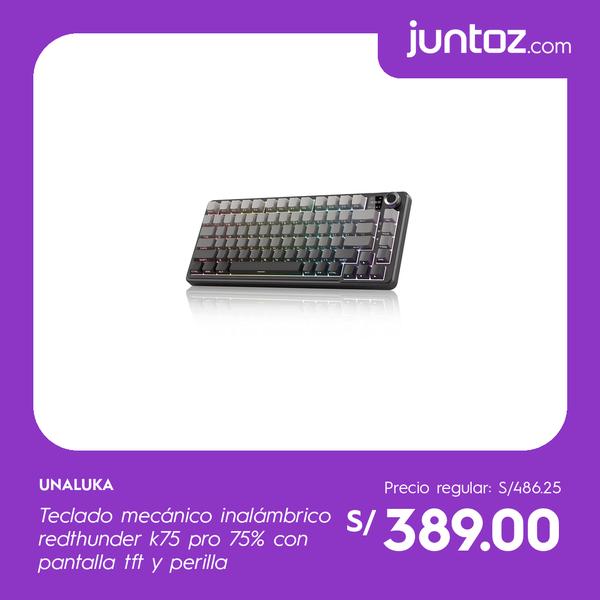 juntoz.com
UNALUKA
Teclado mecánico inalámbrico
redthunder k75 pro 75% con
pantalla tft y perilla
Precio regular: S/486.25
S/389.00